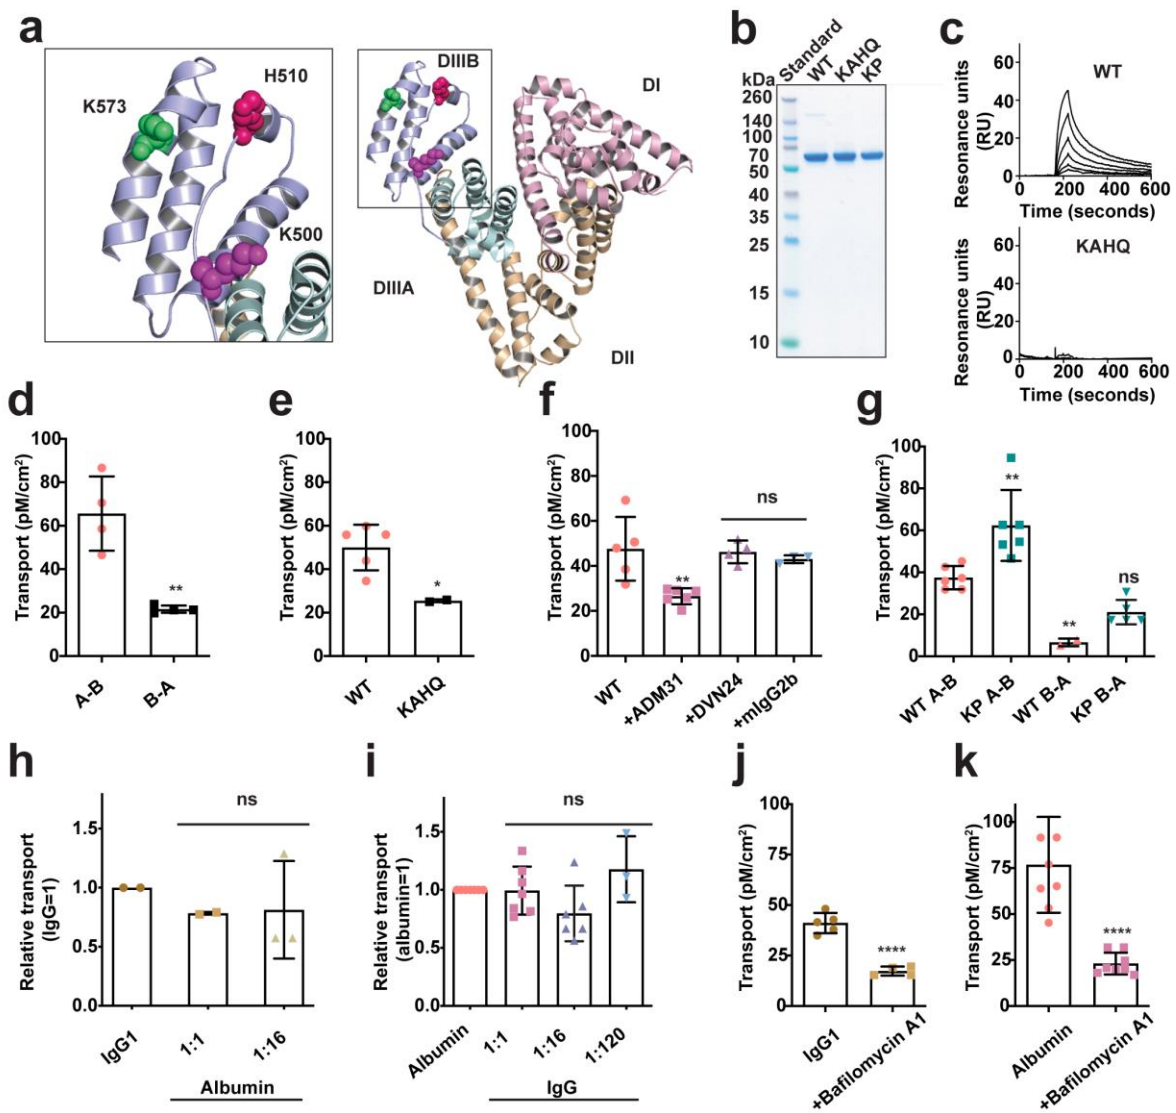 a
K573
H510
K500
DIIIB
DI
DIIIA
DII
b
kDa
Standard
WT
KAHQ
KP
260
140
100
70
50
40
35
25
15
10
c
Resonance units
(RU)
60
40
20
0
WT
0 200 400 600
Time (seconds)
Resonance units
(RU)
60
40
20
0
KAHQ
0 200 400 600
Time (seconds)
d
Transport (pM/cm²)
100
80
60
40
20
0
**
A-B
B-A
e
Transport (pM/cm²)
100
80
60
40
20
0
*
WT
KAHQ
f
Transport (pM/cm²)
100
80
60
40
20
0
**
ns
WT
+ADM31
+DVN24
+mIgG2b
g
Transport (pM/cm²)
100
80
60
40
20
0
**
**
ns
WT A-B
KP A-B
WT B-A
KP B-A
h
Relative transport
(IgG=1)
1.5
1.0
0.5
0.0
ns
IgG1
1:1
1:16
Albumin
i
Relative transport
(albumin=1)
1.5
1.0
0.5
0.0
ns
Albumin
1:1
1:16
1:120
IgG
j
Transport (pM/cm²)
100
75
50
25
0
****
IgG1
+Bafilomycin A1
k
Transport (pM/cm²)
100
75
50
25
0
****
Albumin
+Bafilomycin A1